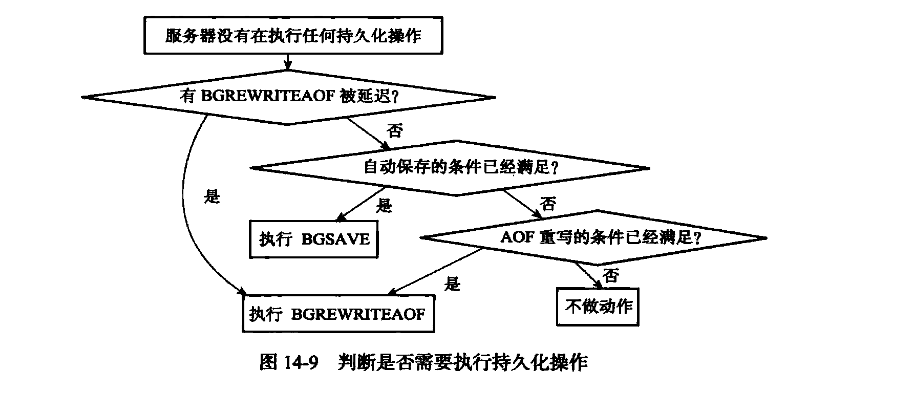 服务器没有在执行任何持久化操作
有 BGREWRITEAOF 被延迟?
否
自动保存的条件已经满足?
是
是
否
执行 BGSAVE
AOF 重写的条件已经满足?
是
否
执行 BGREWRITEAOF
不做动作
图 14-9 判断是否需要执行持久化操作